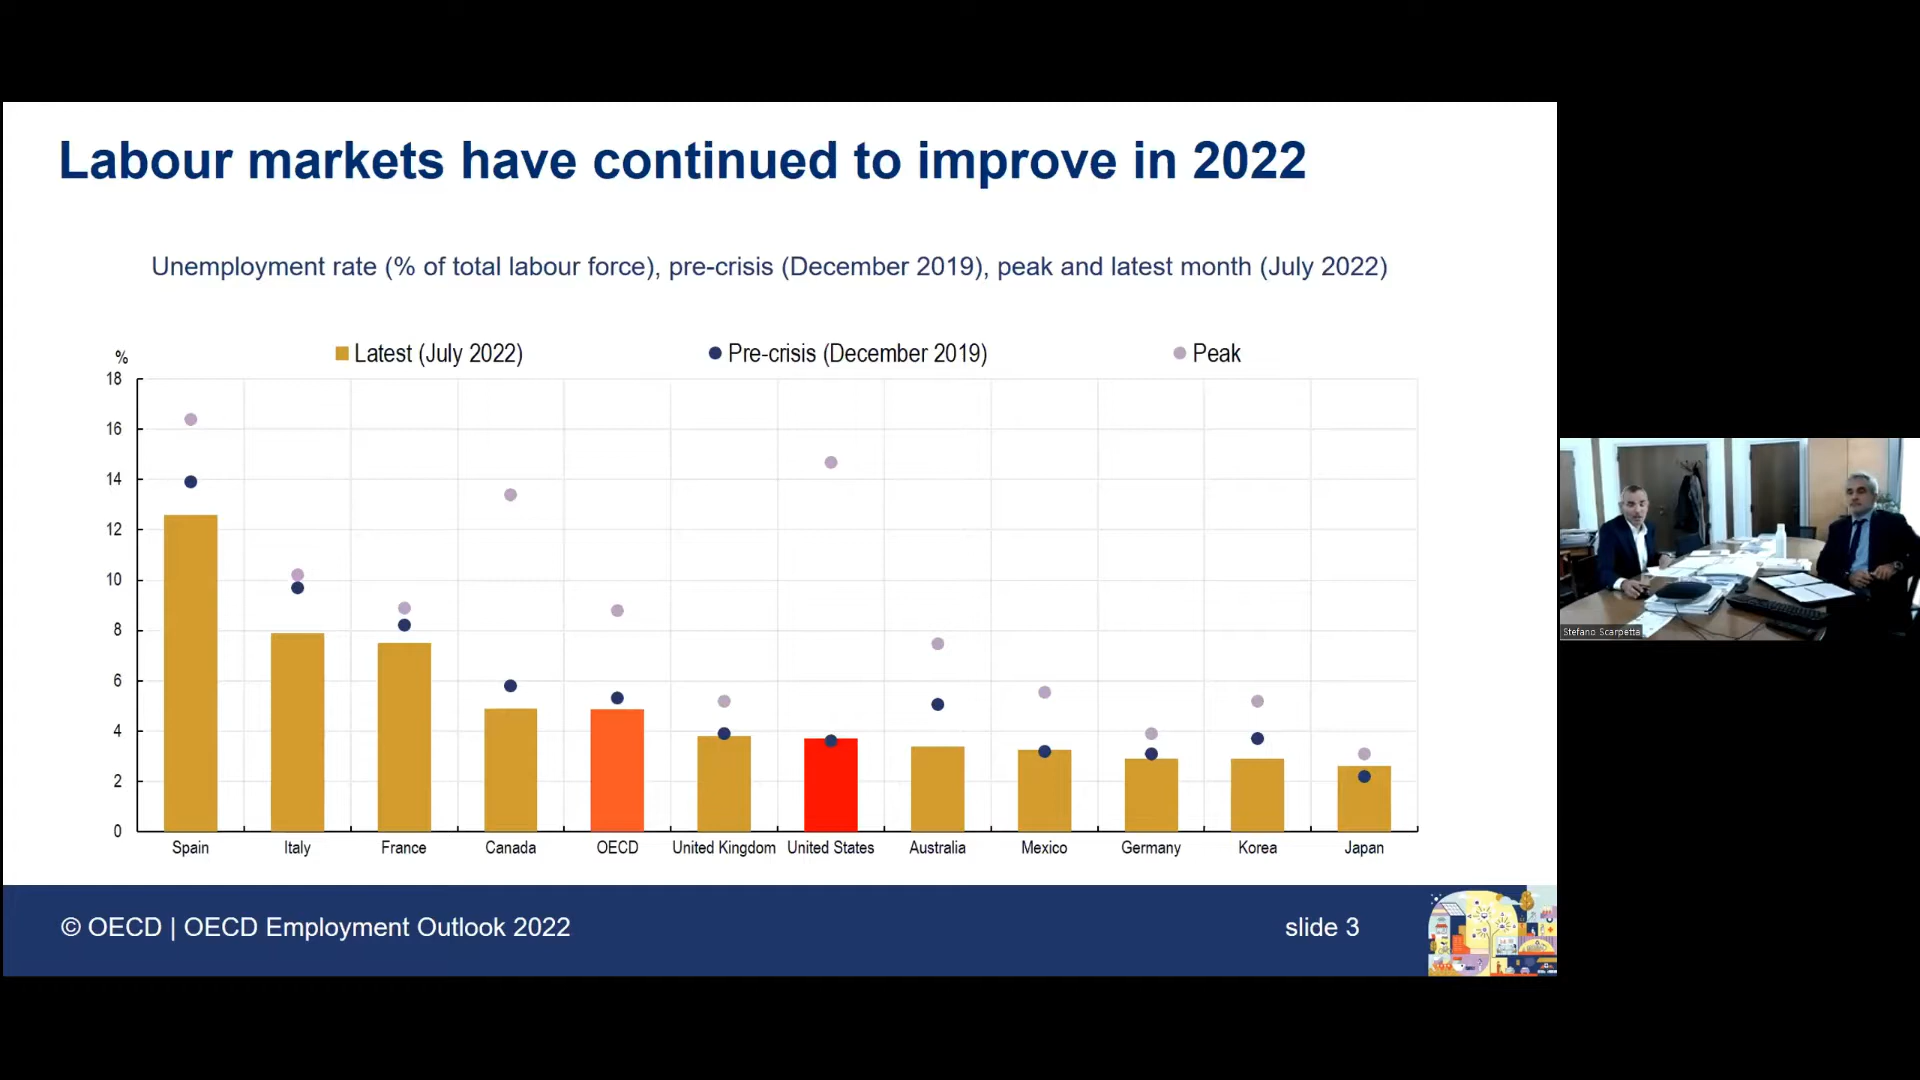 Labour markets have continued to improve in 2022
Unemployment rate (% of total labour force), pre-crisis (December 2019), peak and latest month (July 2022)
Latest (July 2022)
Pre-crisis (December 2019)
Peak
%
18
16
14
12
10
8
6
4
2
0
Spain
Italy
France
Canada
OECD
United Kingdom
United States
Australia
Mexico
Germany
Korea
Japan
© OECD | OECD Employment Outlook 2022
slide 3
Stefano Scarpetta